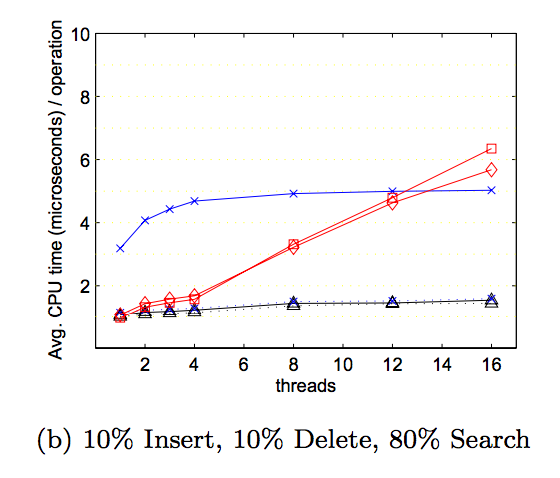 10
8
6
4
2
Avg. CPU time (microseconds) / operation
2 4 6 8 10 12 14 16
threads
(b) 10% Insert, 10% Delete, 80% Search